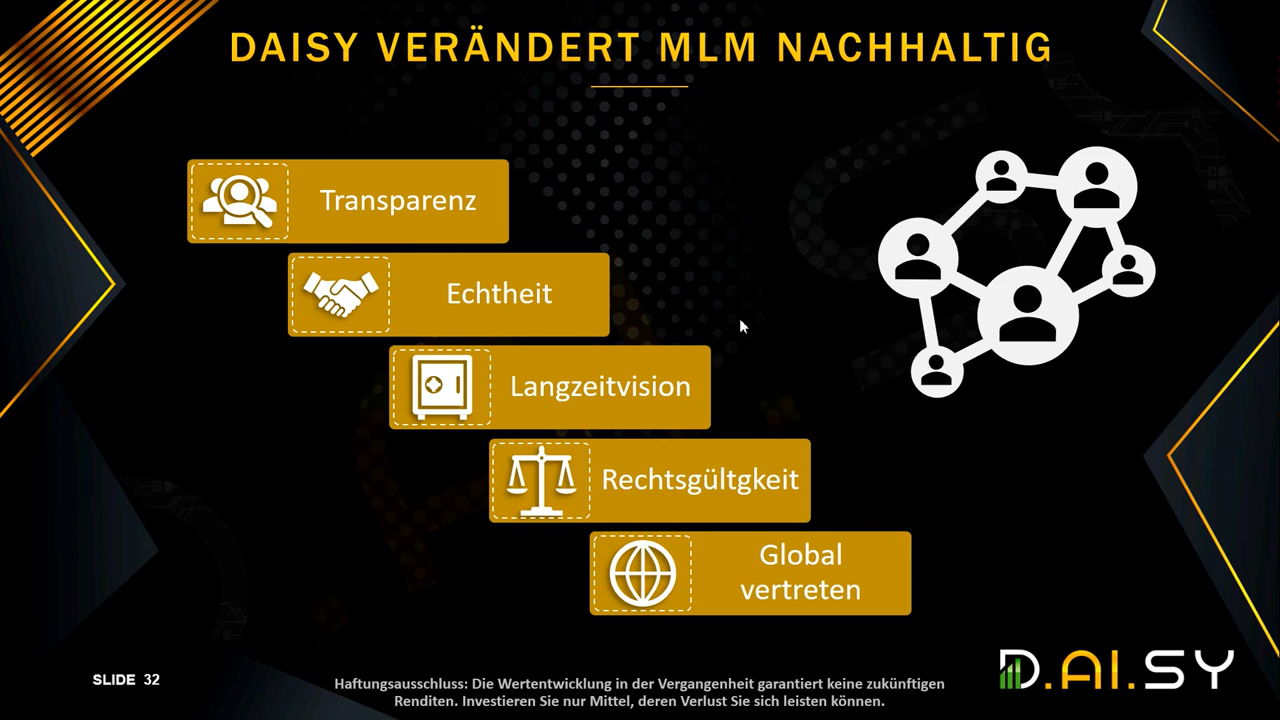 DAISY VERÄNDERT MLM NACHHALTIG
Transparenz
Echtheit
Langzeitvision
Rechtsgültgkeit
Global
vertreten
SLIDE 32
Haftungsausschluss: Die Wertentwicklung in der Vergangenheit garantiert keine zukünftigen
Renditen. Investieren Sie nur Mittel, deren Verlust Sie sich leisten können.
D.AI.SY